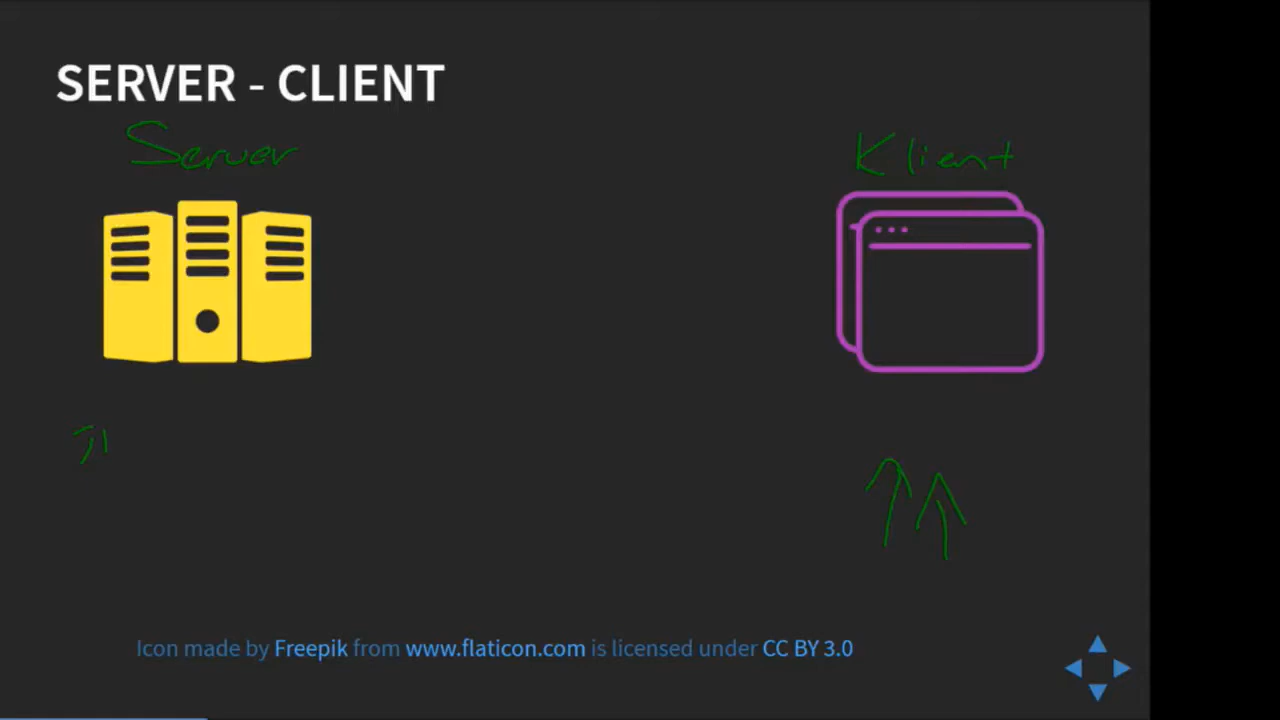 SERVER - CLIENT
Server
Klient
Icon made by Freepik from www.flaticon.com is licensed under CC BY 3.0